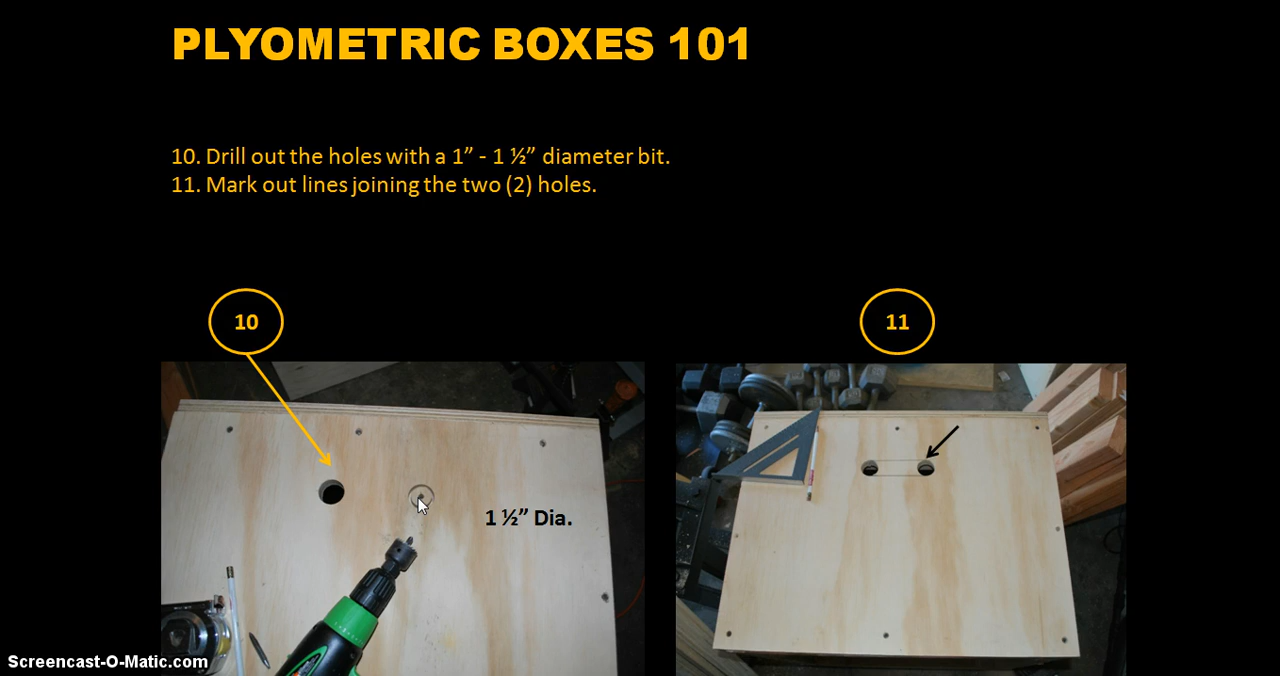 PLYOMETRIC BOXES 101
10. Drill out the holes with a 1” - 1 ½” diameter bit.
11. Mark out lines joining the two (2) holes.
10
11
1 ½” Dia.
Screencast-O-Matic.com